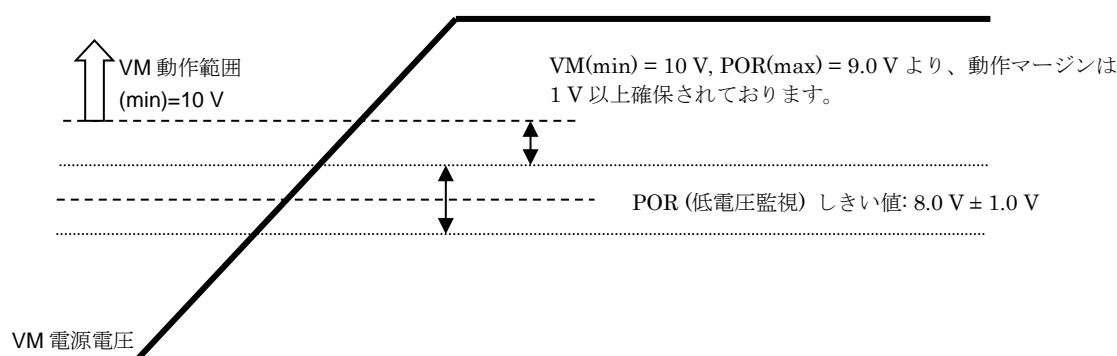 VM 動作範囲
(min)=10 V
VM(min) = 10 V, POR(max) = 9.0 V より、動作マージンは
1 V 以上確保されております。
POR (低電圧監視) しきい値: 8.0 V ± 1.0 V
VM 電源電圧